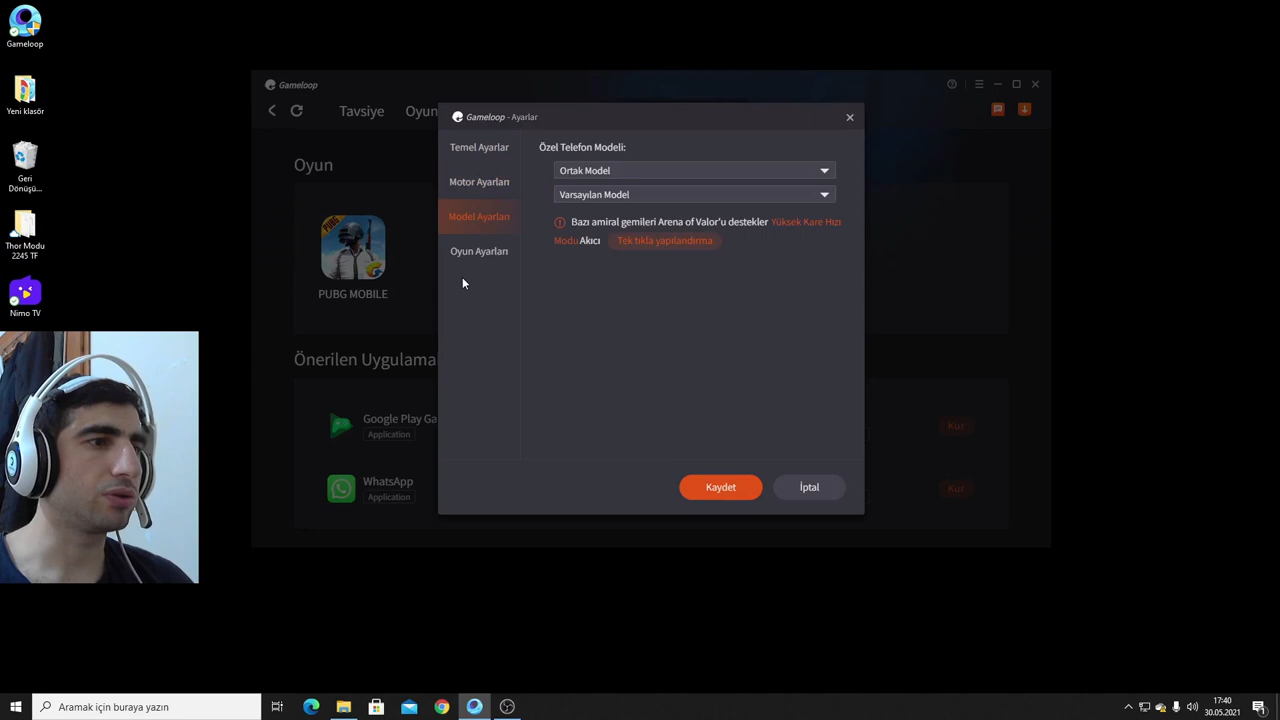 Gameloop
Yeni klasör
Geri
Dönüşü...
Thor Modu
2245 TF
Nimo TV
Gameloop
Tavsiye
Oyun
Oyun
PUBG MOBILE
Önerilen Uygulama
Google Play Ga
Application
Kur
WhatsApp
Application
Kur
Gameloop - Ayarlar
Temel Ayarlar
Motor Ayarları
Model Ayarları
Oyun Ayarları
Özel Telefon Modeli:
Ortak Model
Varsayılan Model
Bazı amiral gemileri Arena of Valor'u destekler Yüksek Kare Hızı
Modu Akıcı Tek tıkla yapılandırma
Kaydet
İptal
Aramak için buraya yazın
17:40
30.05.2021
1